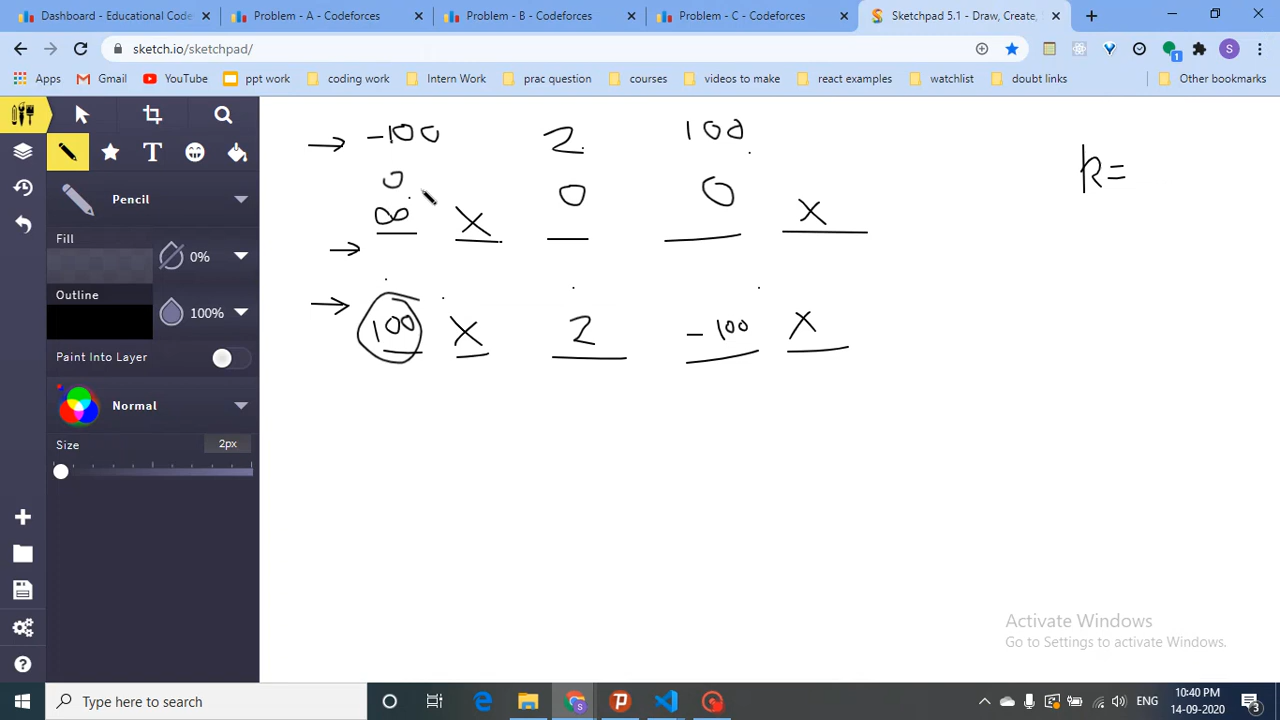 Dashboard - Educational Codef
Problem - A - Codeforces
Problem - B - Codeforces
Problem - C - Codeforces
Sketchpad 5.1 - Draw, Create, S
sketch.io/sketchpad/
S
Apps
Gmail
YouTube
ppt work
coding work
Intern Work
prac question
courses
videos to make
react examples
watchlist
doubt links
Other bookmarks
Pencil
Fill
0%
Outline
100%
Paint Into Layer
Normal
Size
2px
→ -100 2 100
0 0 0
∞ X X
→
→ 100 X 2 -100 X
k=
Activate Windows
Go to Settings to activate Windows.
Type here to search
ENG
10:40 PM
14-09-2020
3